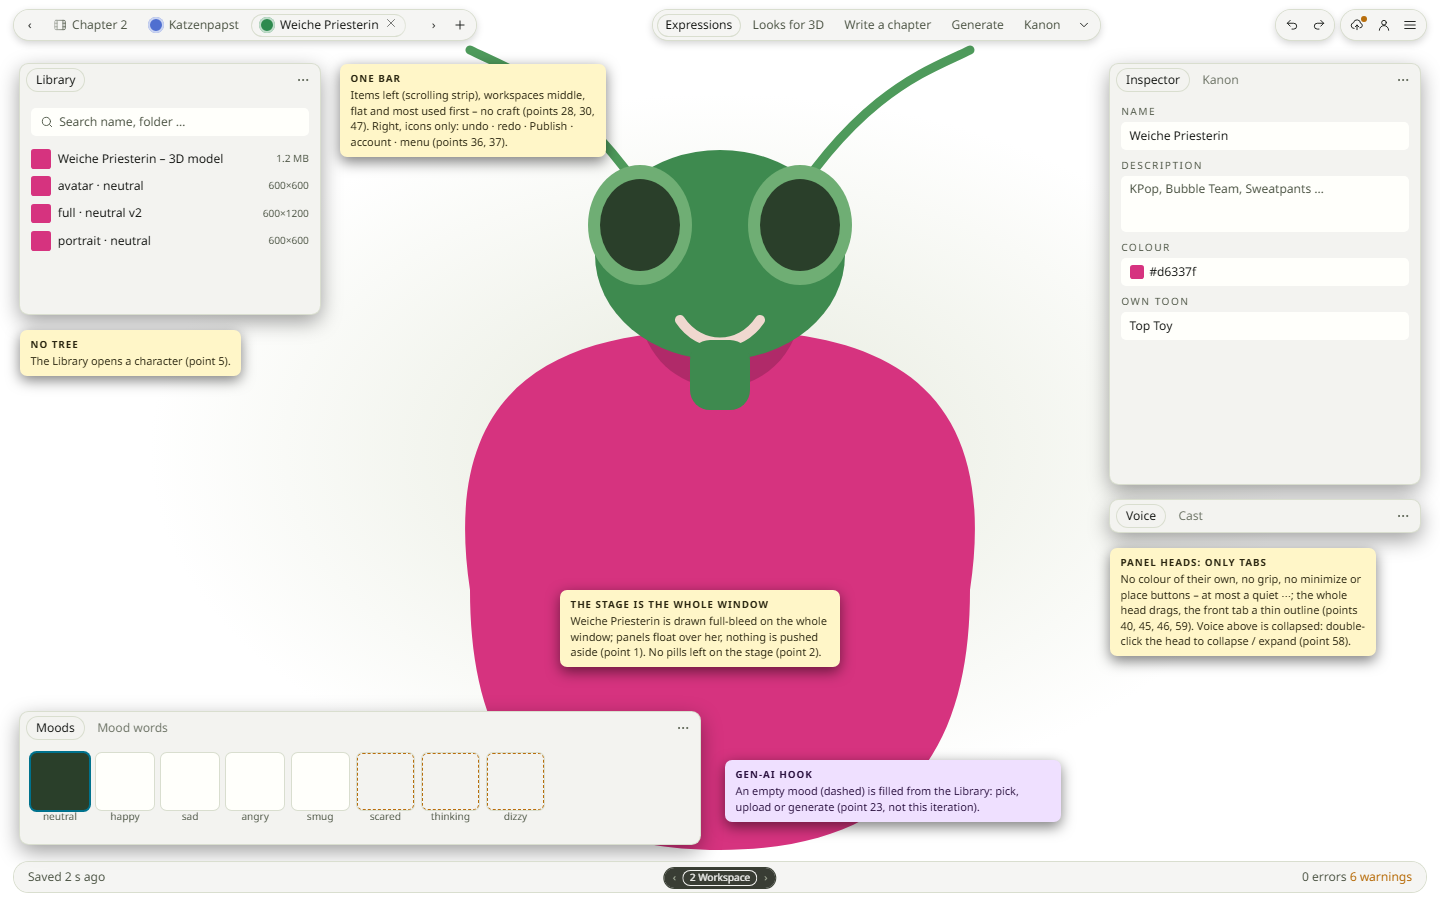 ‹ Chapter 2 Katzenpapst Weiche Priesterin × › +
Expressions Looks for 3D Write a chapter Generate Kanon
Library ···
Search name, folder ...
Weiche Priesterin – 3D model 1.2 MB
avatar · neutral 600×600
full · neutral v2 600×1200
portrait · neutral 600×600
NO TREE
The Library opens a character (point 5).
ONE BAR
Items left (scrolling strip), workspaces middle,
flat and most used first – no craft (points 28, 30,
47). Right, icons only: undo · redo · Publish ·
account · menu (points 36, 37).
Inspector Kanon ···
NAME
Weiche Priesterin
DESCRIPTION
KPop, Bubble Team, Sweatpants ...
COLOUR
#d6337f
OWN TOON
Top Toy
Voice Cast ···
PANEL HEADS: ONLY TABS
No colour of their own, no grip, no minimize or
place buttons – at most a quiet ···; the whole
head drags, the front tab a thin outline (points
40, 45, 46, 59). Voice above is collapsed: double-
click the head to collapse / expand (point 58).
THE STAGE IS THE WHOLE WINDOW
Weiche Priesterin is drawn full-bleed on the whole
window; panels float over her, nothing is pushed
aside (point 1). No pills left on the stage (point 2).
Moods Mood words ···
neutral happy sad angry smug scared thinking dizzy
GEN-AI HOOK
An empty mood (dashed) is filled from the Library: pick,
upload or generate (point 23, not this iteration).
Saved 2 s ago ‹ 2 Workspace › 0 errors 6 warnings